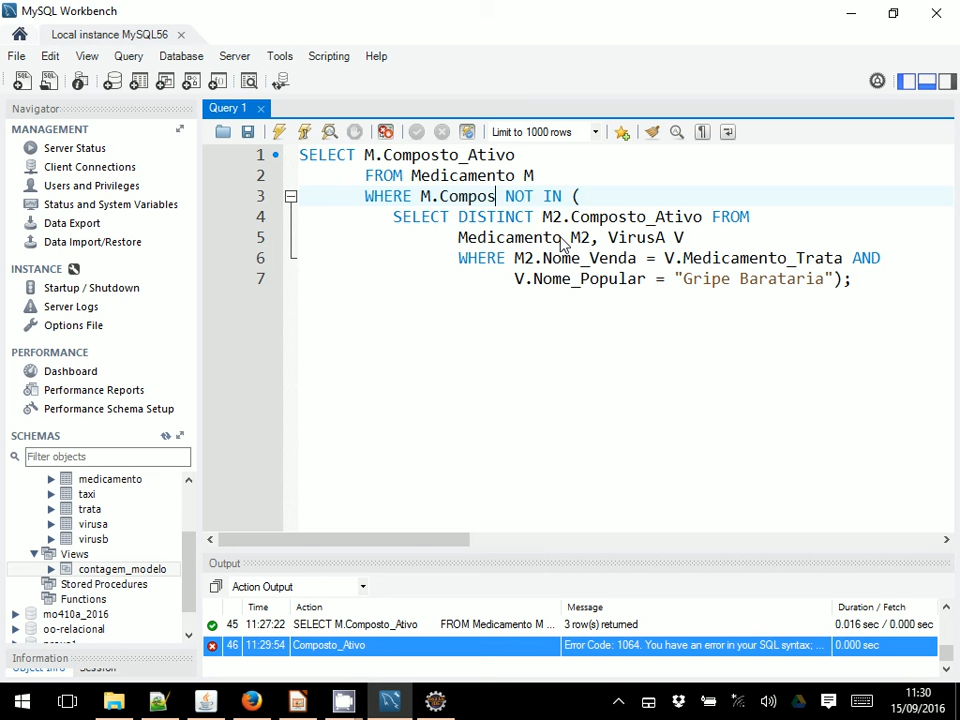 MySQL Workbench
Local instance MySQL56
File Edit View Query Database Server Tools Scripting Help
Navigator
Query 1
MANAGEMENT
Server Status
Client Connections
Users and Privileges
Status and System Variables
Data Export
Data Import/Restore
INSTANCE
Startup / Shutdown
Server Logs
Options File
PERFORMANCE
Dashboard
Performance Reports
Performance Schema Setup
SCHEMAS
Filter objects
medicamento
taxi
trata
virusa
virusb
Views
contagem_modelo
Stored Procedures
Functions
mo410a_2016
oo-relacional
Information
Object Info Session
Limit to 1000 rows
1 SELECT M.Composto_Ativo
2 FROM Medicamento M
3 WHERE M.Compos NOT IN (
4 SELECT DISTINCT M2.Composto_Ativo FROM
5 Medicamento M2, VirusA V
6 WHERE M2.Nome_Venda = V.Medicamento_Trata AND
7 V.Nome_Popular = "Gripe Barataria");
Output
Action Output
Time Action Message Duration / Fetch
45 11:27:22 SELECT M.Composto_Ativo FROM Medicamento M ... 3 row(s) returned 0.016 sec / 0.000 sec
46 11:29:54 Composto_Ativo Error Code: 1064. You have an error in your SQL syntax; ... 0.000 sec
11:30
15/09/2016